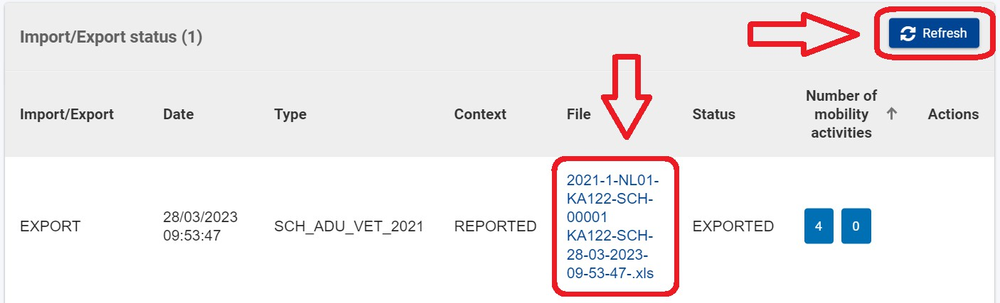 Import/Export status (1)
Refresh
Import/Export
Date
Type
Context
File
Status
Number of
mobility
activities
Actions
EXPORT
28/03/2023
09:53:47
SCH_ADU_VET_2021
REPORTED
2021-1-NL01-
KA122-SCH-
00001
KA122-SCH-
28-03-2023-
09-53-47-.xls
EXPORTED
4
0